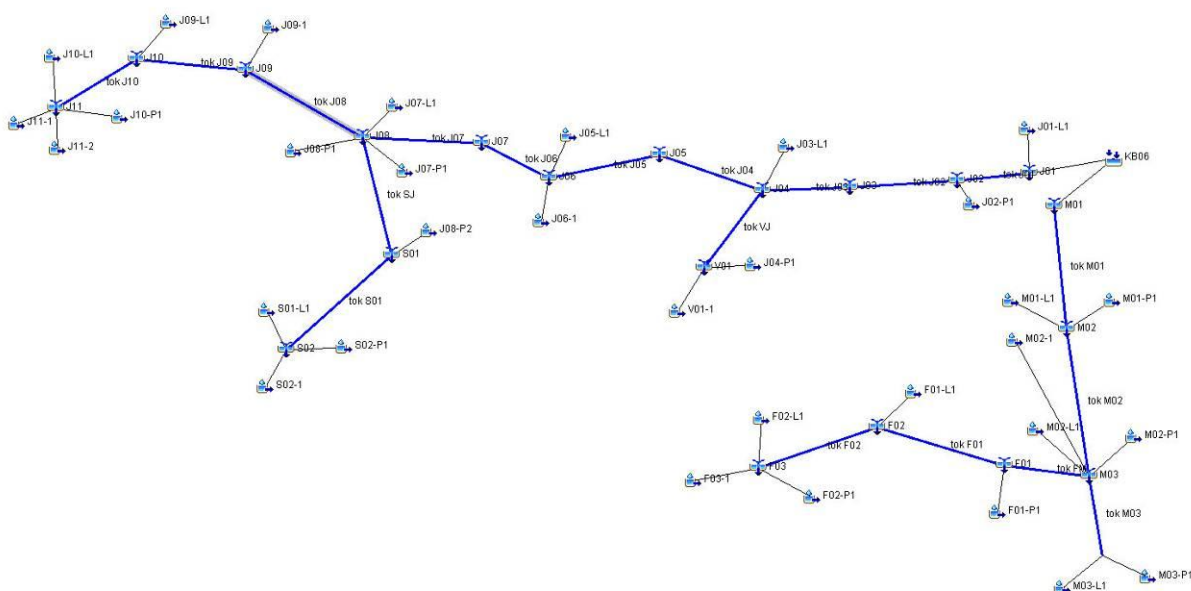 J09-L1
J09-1
J10-L1
J10
tok J09
J09
tok J10
J11
J10-P1
J11-1
J11-2
tok J08
J07-L1
J08
J08-P1
J07-P1
tok J07
J07
J05-L1
tok J06
J06
tok J05
J05
J06-1
tok J04
J03-L1
J04
J03
tok J02
J02
J02-P1
J01-L1
J01
KB06
M01
tok SJ
J08-P2
S01
tok VJ
V01
J04-P1
V01-1
tok S01
S01-L1
S02
S02-P1
S02-1
tok M01
M01-L1
M01-P1
M02
M02-1
tok M02
F01-L1
F02-L1
F02
M02-L1
M02-P1
tok F02
tok F01
F03
F01
M03
F03-1
F02-P1
F01-P1
tok M03
M03-L1
M03-P1